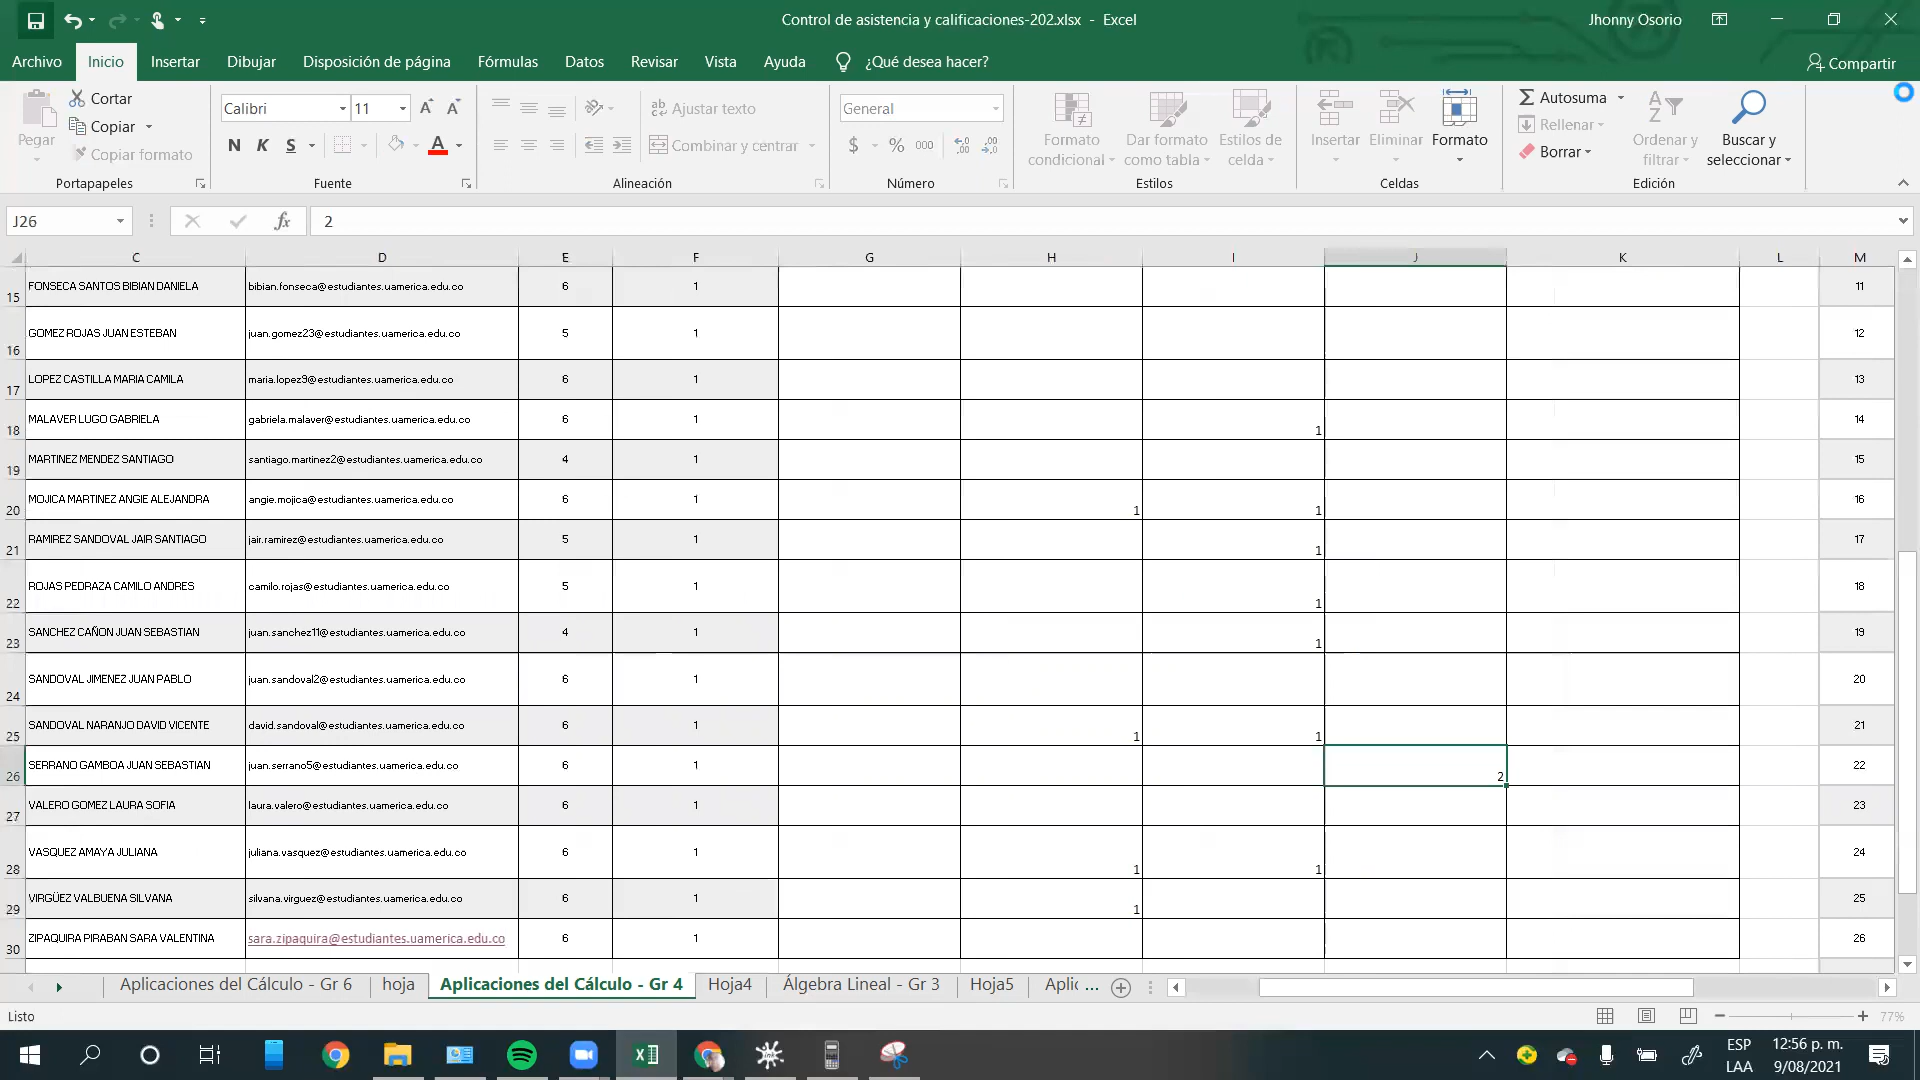 Control de asistencia y calificaciones-202.xlsx - Excel
Jhonny Osorio
Archivo Inicio Insertar Dibujar Disposición de página Fórmulas Datos Revisar Vista Ayuda ¿Qué desea hacer? Compartir
Pegar
Cortar
Copiar
Copiar formato
Portapapeles
Calibri 11
N K S
Fuente
Ajustar texto
Combinar y centrar
Alineación
General
$ % 000
Número
Formato condicional
Dar formato como tabla
Estilos de celda
Estilos
Insertar Eliminar Formato
Celdas
Autosuma
Rellenar
Borrar
Ordenar y filtrar
Buscar y seleccionar
Edición
J26 fx 2
C D E F G H I J K L M
15 FONSECA SANTOS BIBIAN DANIELA bibian.fonseca@estudiantes.uamerica.edu.co 6 1 11
16 GOMEZ ROJAS JUAN ESTEBAN juan.gomez23@estudiantes.uamerica.edu.co 5 1 12
17 LOPEZ CASTILLA MARIA CAMILA maria.lopez9@estudiantes.uamerica.edu.co 6 1 13
18 MALAVER LUGO GABRIELA gabriela.malaver@estudiantes.uamerica.edu.co 6 1 1 14
19 MARTINEZ MENDEZ SANTIAGO santiago.martinez2@estudiantes.uamerica.edu.co 4 1 15
20 MOJICA MARTINEZ ANGIE ALEJANDRA angie.mojica@estudiantes.uamerica.edu.co 6 1 1 1 16
21 RAMIREZ SANDOVAL JAIR SANTIAGO jair.ramirez@estudiantes.uamerica.edu.co 5 1 1 17
22 ROJAS PEDRAZA CAMILO ANDRES camilo.rojas@estudiantes.uamerica.edu.co 5 1 1 18
23 SANCHEZ CAÑON JUAN SEBASTIAN juan.sanchez11@estudiantes.uamerica.edu.co 4 1 1 19
24 SANDOVAL JIMENEZ JUAN PABLO juan.sandoval2@estudiantes.uamerica.edu.co 6 1 20
25 SANDOVAL NARANJO DAVID VICENTE david.sandoval@estudiantes.uamerica.edu.co 6 1 1 1 21
26 SERRANO GAMBOA JUAN SEBASTIAN juan.serrano5@estudiantes.uamerica.edu.co 6 1 2 22
27 VALERO GOMEZ LAURA SOFIA laura.valero@estudiantes.uamerica.edu.co 6 1 23
28 VASQUEZ AMAYA JULIANA juliana.vasquez@estudiantes.uamerica.edu.co 6 1 1 1 24
29 VIRGÜEZ VALBUENA SILVANA silvana.virguez@estudiantes.uamerica.edu.co 6 1 1 25
30 ZIPAQUIRA PIRABAN SARA VALENTINA sara.zipaquira@estudiantes.uamerica.edu.co 6 1 26
Aplicaciones del Cálculo - Gr 6 hoja Aplicaciones del Cálculo - Gr 4 Hoja4 Álgebra Lineal - Gr 3 Hoja5 Aplic ...
Listo
77%
ESP
LAA
12:56 p. m.
9/08/2021